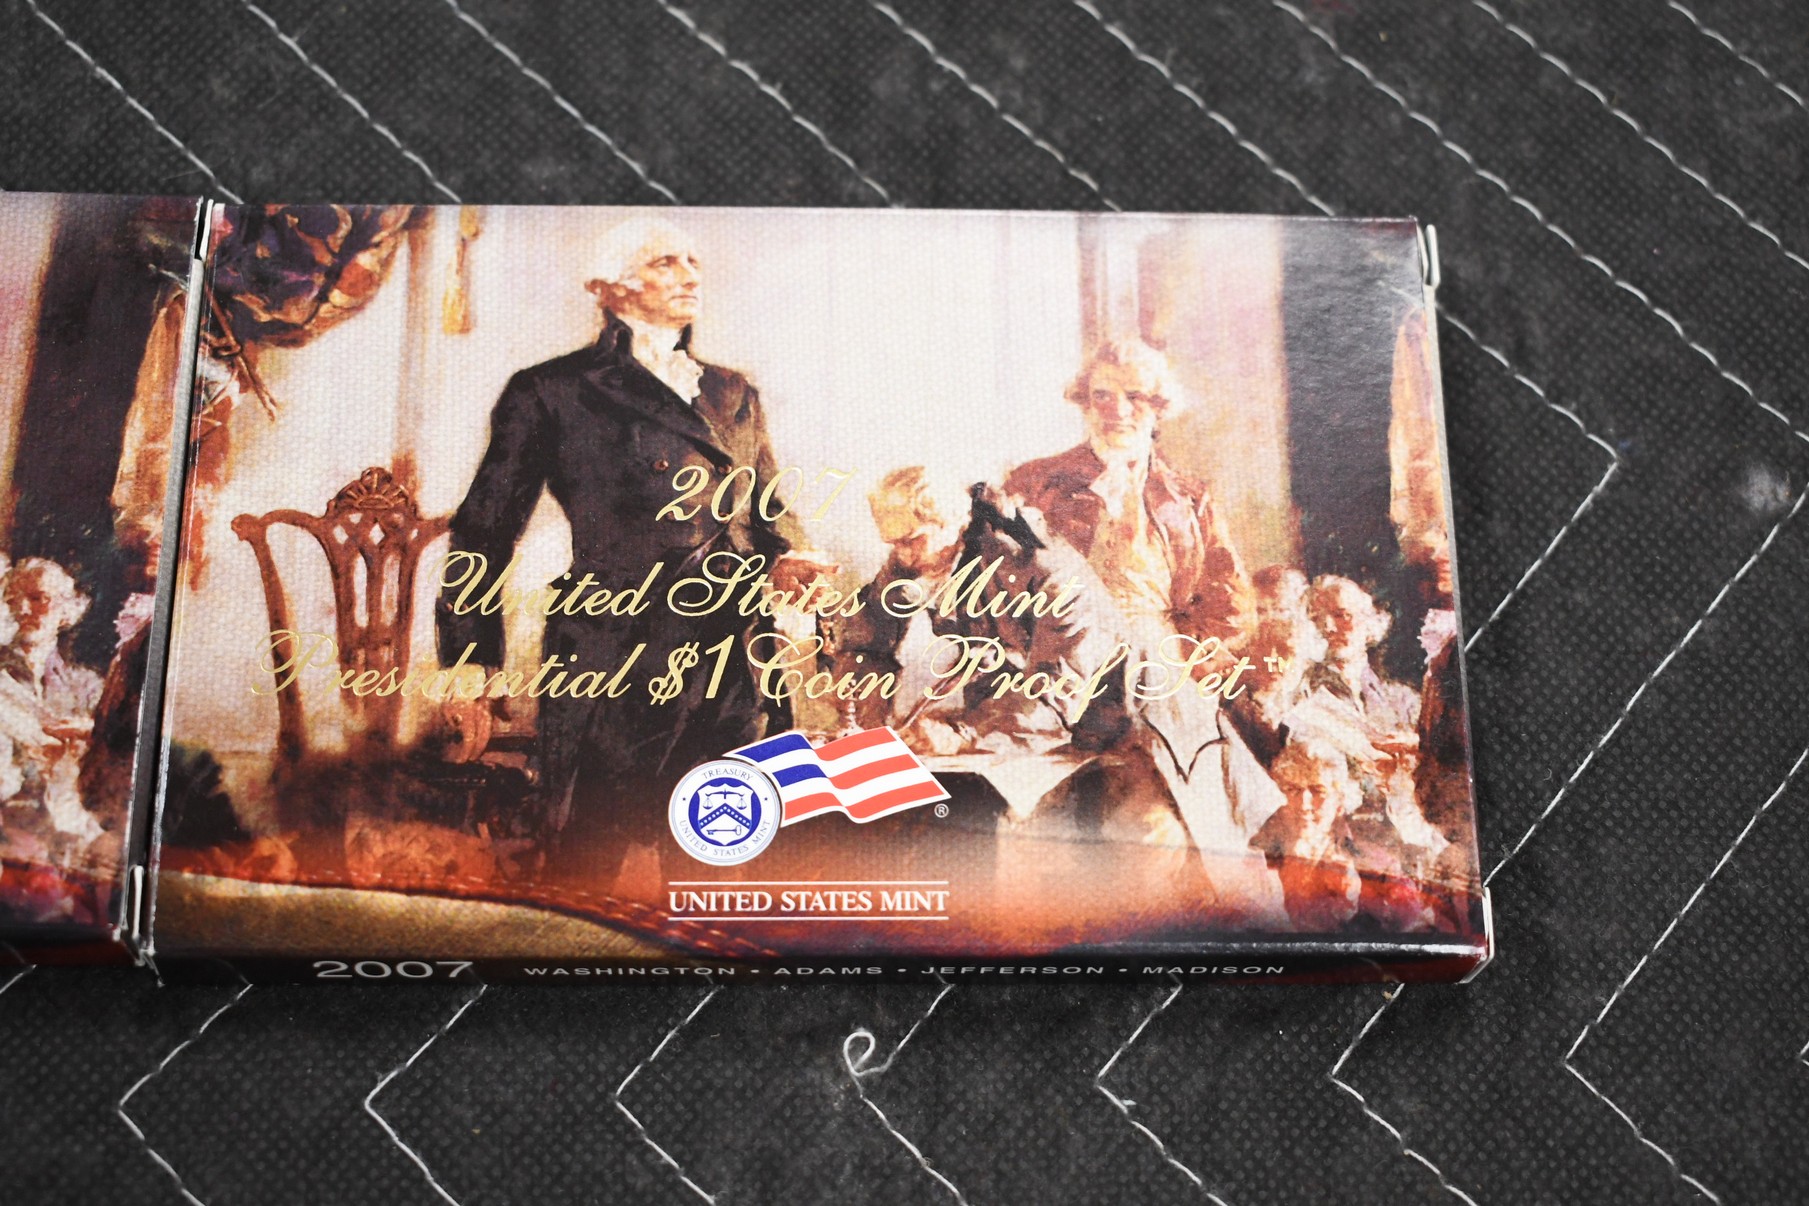 2007
United States Mint
Presidential $1 Coin Proof Set™
TREASURY
UNITED STATES MINT
®
UNITED STATES MINT
2007 WASHINGTON • ADAMS • JEFFERSON • MADISON